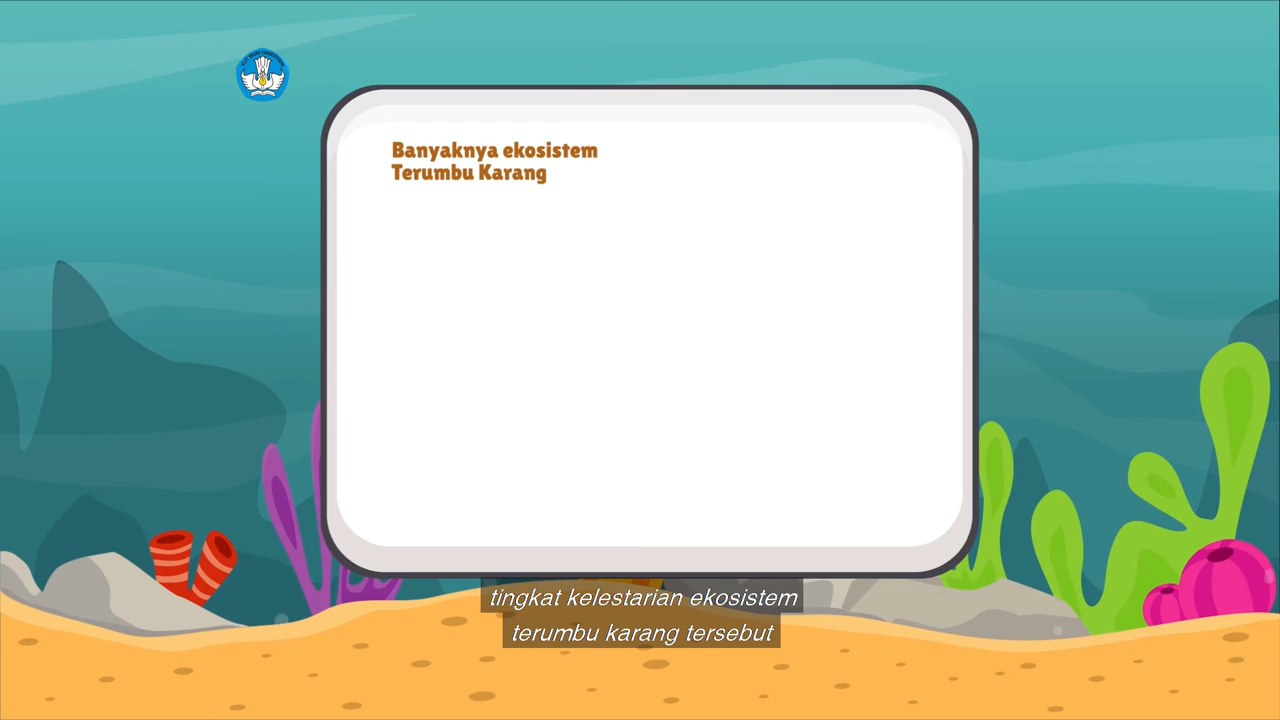 Banyaknya ekosistem
Terumbu Karang
tingkat kelestarian ekosistem
terumbu karang tersebut